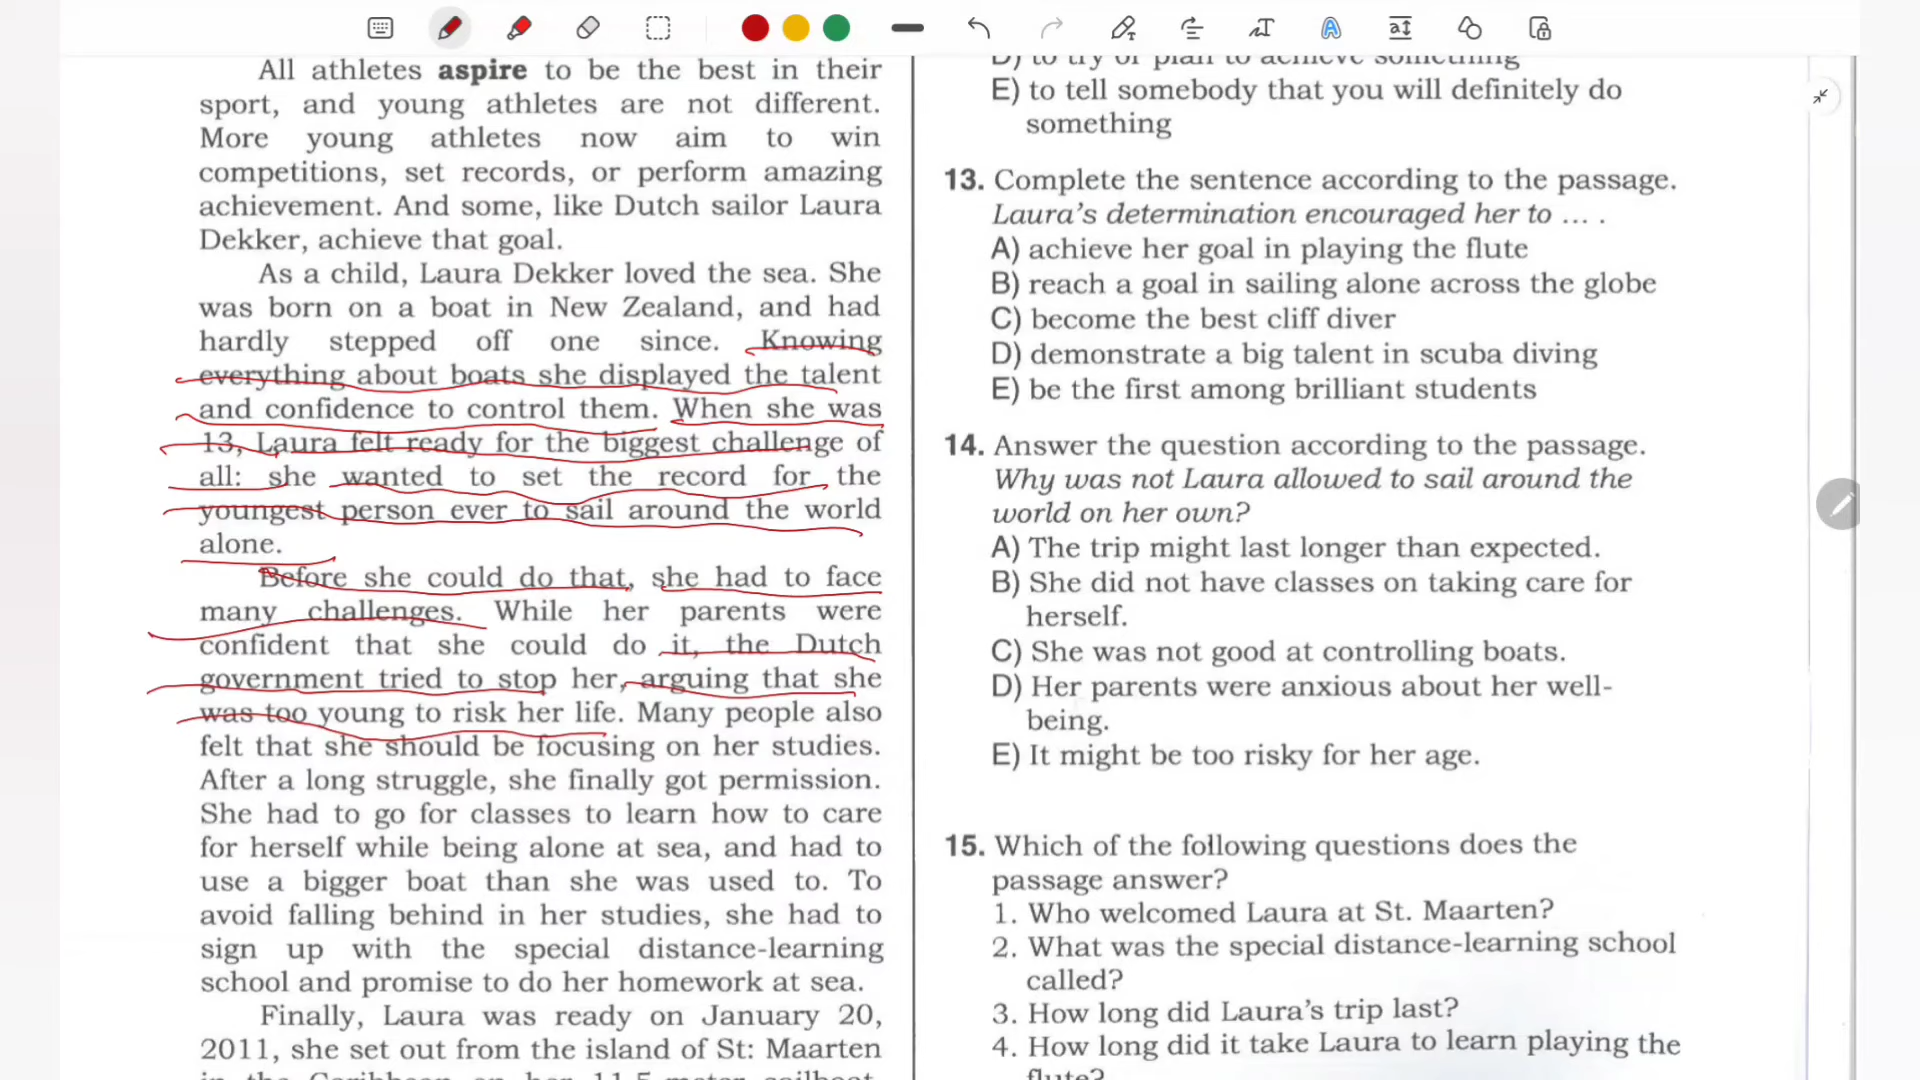 All athletes aspire to be the best in their
sport, and young athletes are not different.
More young athletes now aim to win
competitions, set records, or perform amazing
achievement. And some, like Dutch sailor Laura
Dekker, achieve that goal.
As a child, Laura Dekker loved the sea. She
was born on a boat in New Zealand, and had
hardly stepped off one since. Knowing
everything about boats she displayed the talent
and confidence to control them. When she was
13, Laura felt ready for the biggest challenge of
all: she wanted to set the record for the
youngest person ever to sail around the world
alone.
Before she could do that, she had to face
many challenges. While her parents were
confident that she could do it, the Dutch
government tried to stop her, arguing that she
was too young to risk her life. Many people also
felt that she should be focusing on her studies.
After a long struggle, she finally got permission.
She had to go for classes to learn how to care
for herself while being alone at sea, and had to
use a bigger boat than she was used to. To
avoid falling behind in her studies, she had to
sign up with the special distance-learning
school and promise to do her homework at sea.
Finally, Laura was ready on January 20,
2011, she set out from the island of St: Maarten
in the Caribbean on her 11,5-meter sailboat,
D) to try or plan to achieve something
E) to tell somebody that you will definitely do
something
13. Complete the sentence according to the passage.
Laura's determination encouraged her to ... .
A) achieve her goal in playing the flute
B) reach a goal in sailing alone across the globe
C) become the best cliff diver
D) demonstrate a big talent in scuba diving
E) be the first among brilliant students
14. Answer the question according to the passage.
Why was not Laura allowed to sail around the
world on her own?
A) The trip might last longer than expected.
B) She did not have classes on taking care for
herself.
C) She was not good at controlling boats.
D) Her parents were anxious about her well-
being.
E) It might be too risky for her age.
15. Which of the following questions does the
passage answer?
1. Who welcomed Laura at St. Maarten?
2. What was the special distance-learning school
called?
3. How long did Laura's trip last?
4. How long did it take Laura to learn playing the
flute?